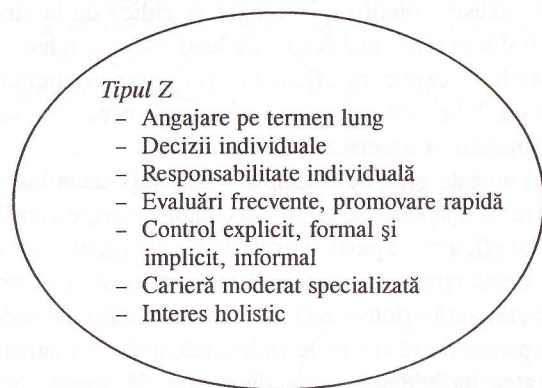 Tipul Z
– Angajare pe termen lung
– Decizii individuale
– Responsabilitate individuală
– Evaluări frecvente, promovare rapidă
– Control explicit, formal şi
implicit, informal
– Carieră moderat specializată
– Interes holistic